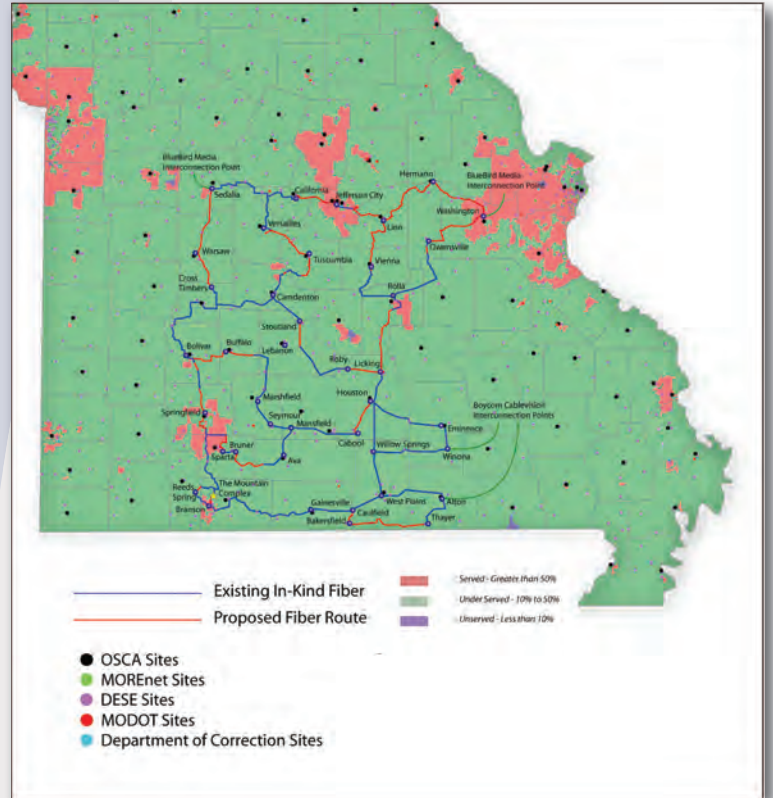 BlueBird Media
Interconnection Point
Sedalia
California
Jefferson City
Hermann
BlueBird Media
Interconnection Point
Washington
Versailles
Linn
Owensville
Warsaw
Tuscumbia
Vienna
Cross
Timbers
Camdenton
Rolla
Stoutland
Bolivar
Buffalo
Lebanon
Roby
Licking
Marshfield
Houston
Boycom Cablevision
Interconnection Points
Springfield
Seymour
Mansfield
Eminence
Cabool
Willow Springs
Bruner
Sparta
Ava
Winona
Reeds
Spring
The Mountain
Complex
Branson
Gainesville
Caulfield
West Plains
Alton
Bakersfield
Thayer
Existing In-Kind Fiber
Proposed Fiber Route
Served - Greater than 50%
Under Served - 10% to 50%
Unserved - Less than 10%
OSCA Sites
MOREnet Sites
DESE Sites
MODOT Sites
Department of Correction Sites